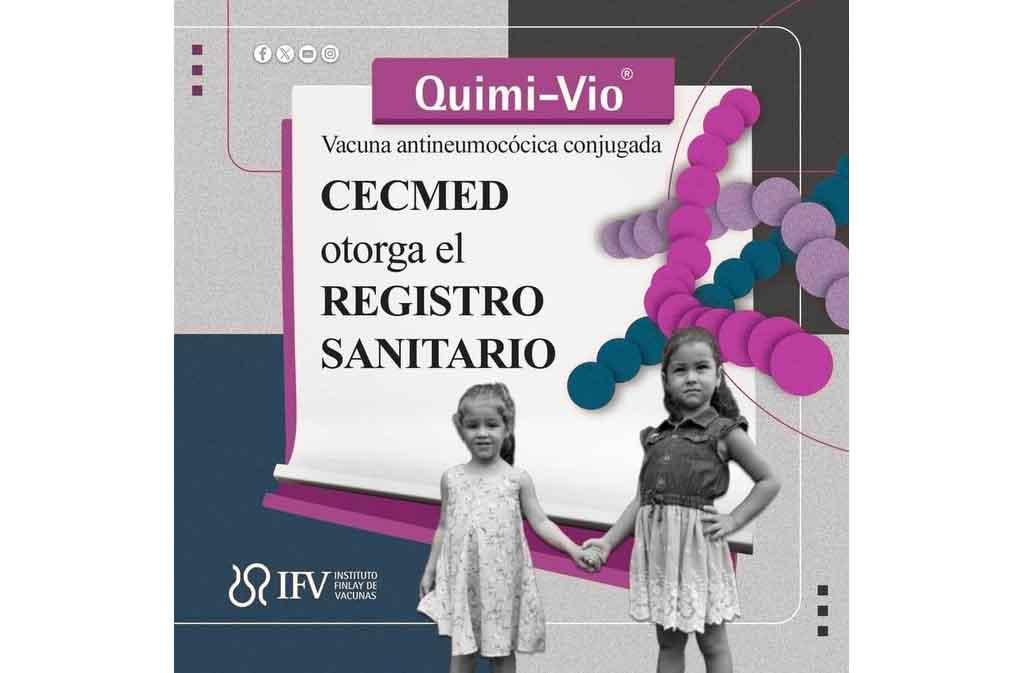 Quimi-Vio®
Vacuna antineumocócica conjugada
CECMED
otorga el
REGISTRO
SANITARIO
IFV
INSTITUTO
FINLAY DE
VACUNAS